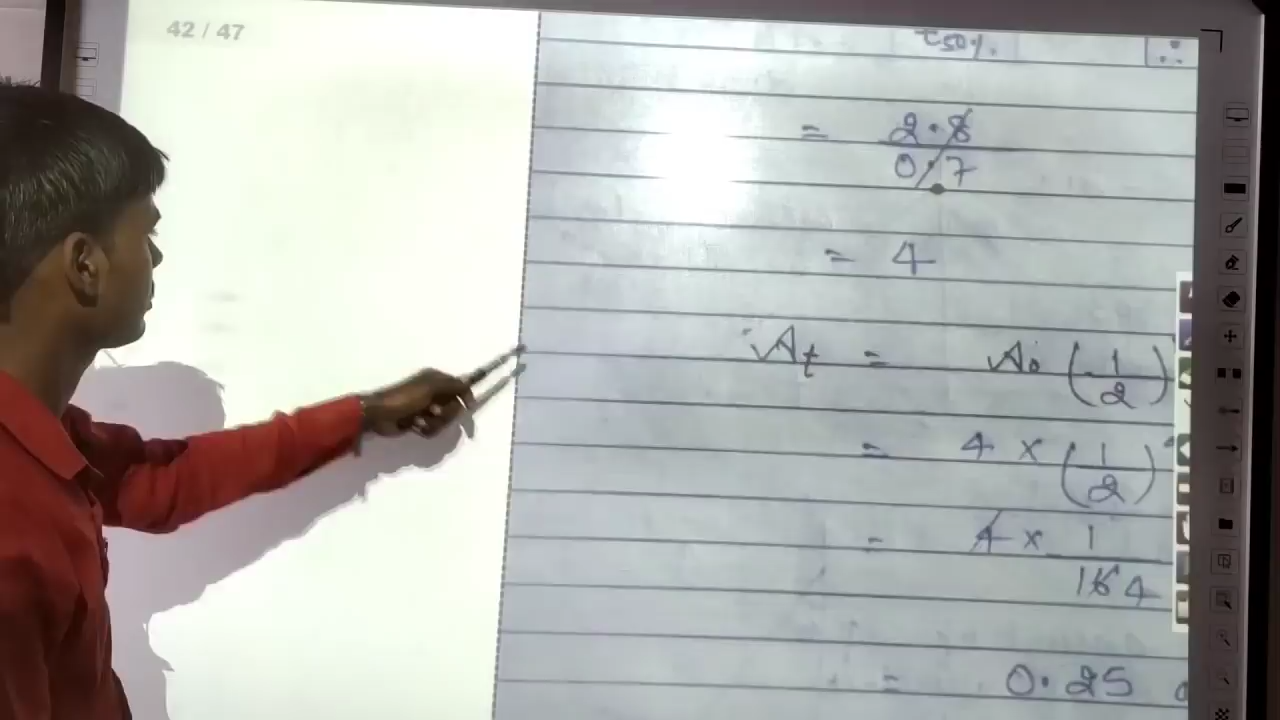 42 / 47
t50%. ∴
= 2.8 / 0.7
= 4
At = A0 (1/2)
= 4 × (1/2)
= 4 × 1 / 16 4
= 0.25